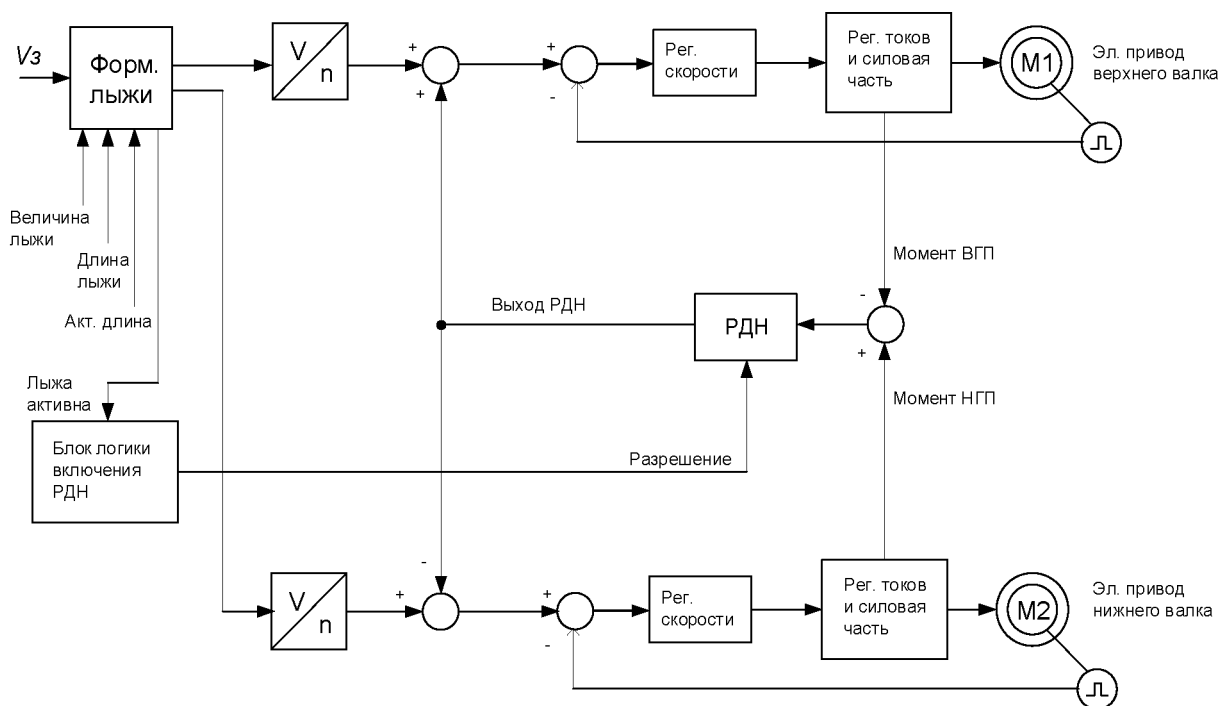 Vз
Форм.
лыжи
V
n
+
+
+
-
Рег.
скорости
Рег. токов
и силовая
часть
M1
Эл. привод
верхнего валка
Величина
лыжи
Длина
лыжи
Акт. длина
Момент ВГП
-
Выход РДН
РДН
+
Лыжа
активна
Момент НГП
Блок логики
включения
РДН
Разрешение
-
V
n
+
+
-
Рег.
скорости
Рег. токов
и силовая
часть
M2
Эл. привод
нижнего валка